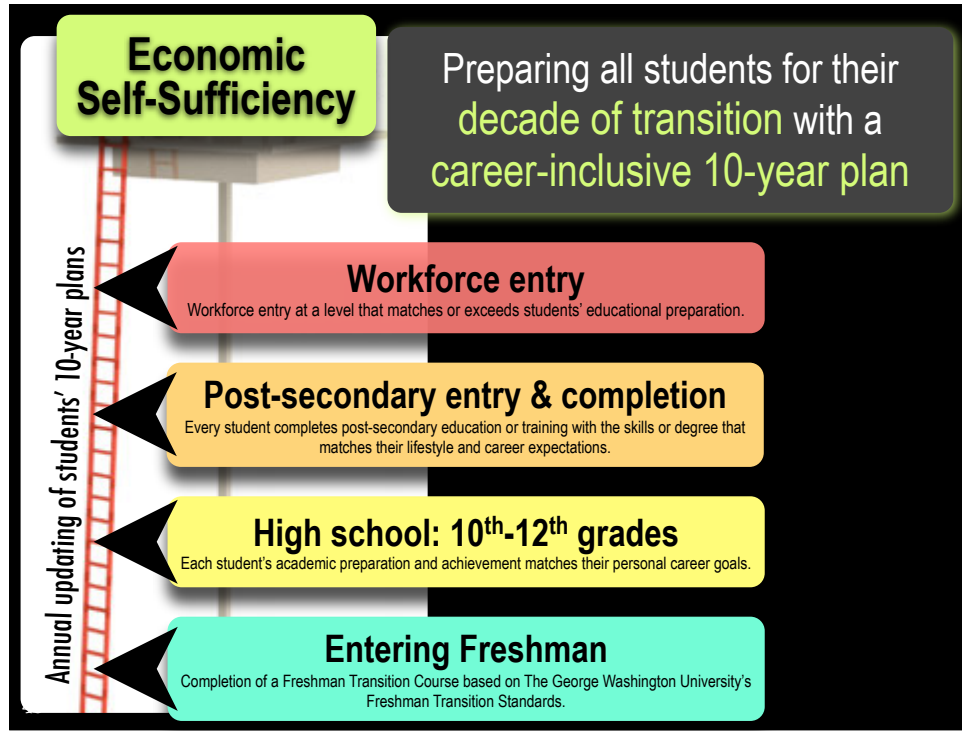 Economic
Self-Sufficiency
Preparing all students for their
decade of transition with a
career-inclusive 10-year plan
Annual updating of students’ 10-year plans
Workforce entry
Workforce entry at a level that matches or exceeds students’ educational preparation.
Post-secondary entry & completion
Every student completes post-secondary education or training with the skills or degree that
matches their lifestyle and career expectations.
High school: 10th-12th grades
Each student’s academic preparation and achievement matches their personal career goals.
Entering Freshman
Completion of a Freshman Transition Course based on The George Washington University’s
Freshman Transition Standards.